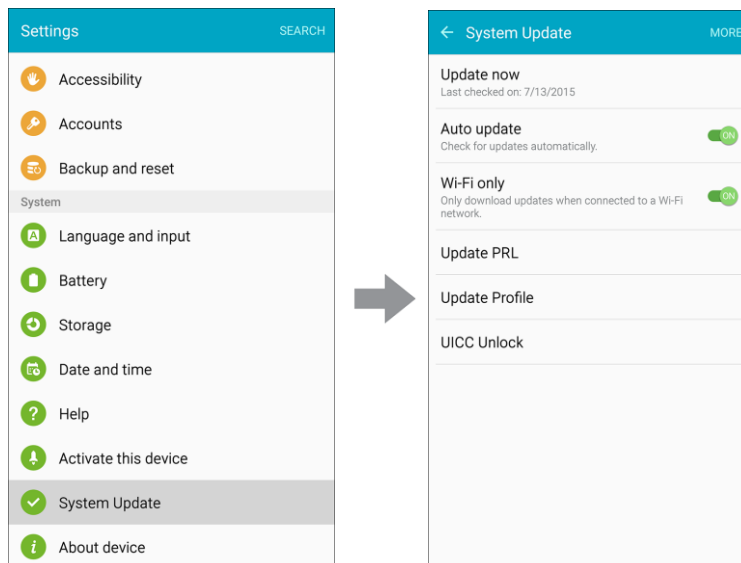 Settings
SEARCH
Accessibility
Accounts
Backup and reset
System
Language and input
Battery
Storage
Date and time
Help
Activate this device
System Update
About device
System Update
MORE
Update now
Last checked on: 7/13/2015
Auto update
Check for updates automatically.
ON
Wi-Fi only
Only download updates when connected to a Wi-Fi
network.
ON
Update PRL
Update Profile
UICC Unlock